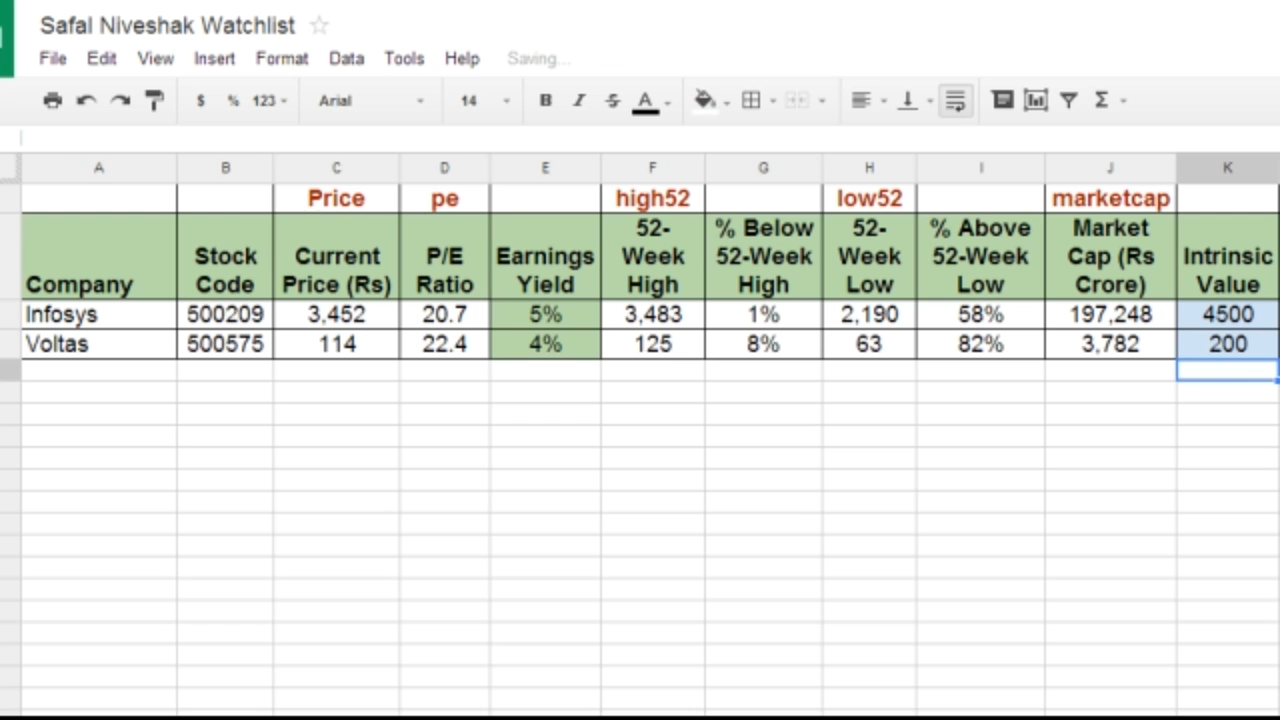 Safal Niveshak Watchlist
File Edit View Insert Format Data Tools Help Saving...
$ % 123 Arial 14 B I S A Σ
A B C D E F G H I J K
Price pe high52 low52 marketcap
Company Stock Code Current Price (Rs) P/E Ratio Earnings Yield 52-Week High % Below 52-Week High 52-Week Low % Above 52-Week Low Market Cap (Rs Crore) Intrinsic Value
Infosys 500209 3,452 20.7 5% 3,483 1% 2,190 58% 197,248 4500
Voltas 500575 114 22.4 4% 125 8% 63 82% 3,782 200